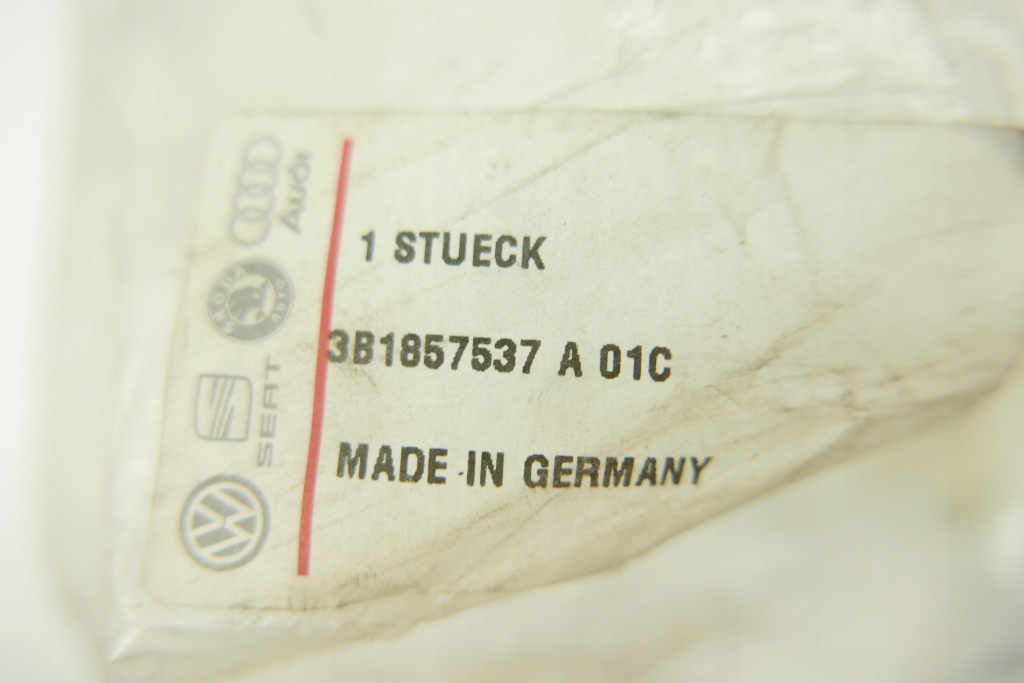 Audi
SKODA AUTO
SEAT
1 STUECK
3B1857537 A 01C
MADE IN GERMANY